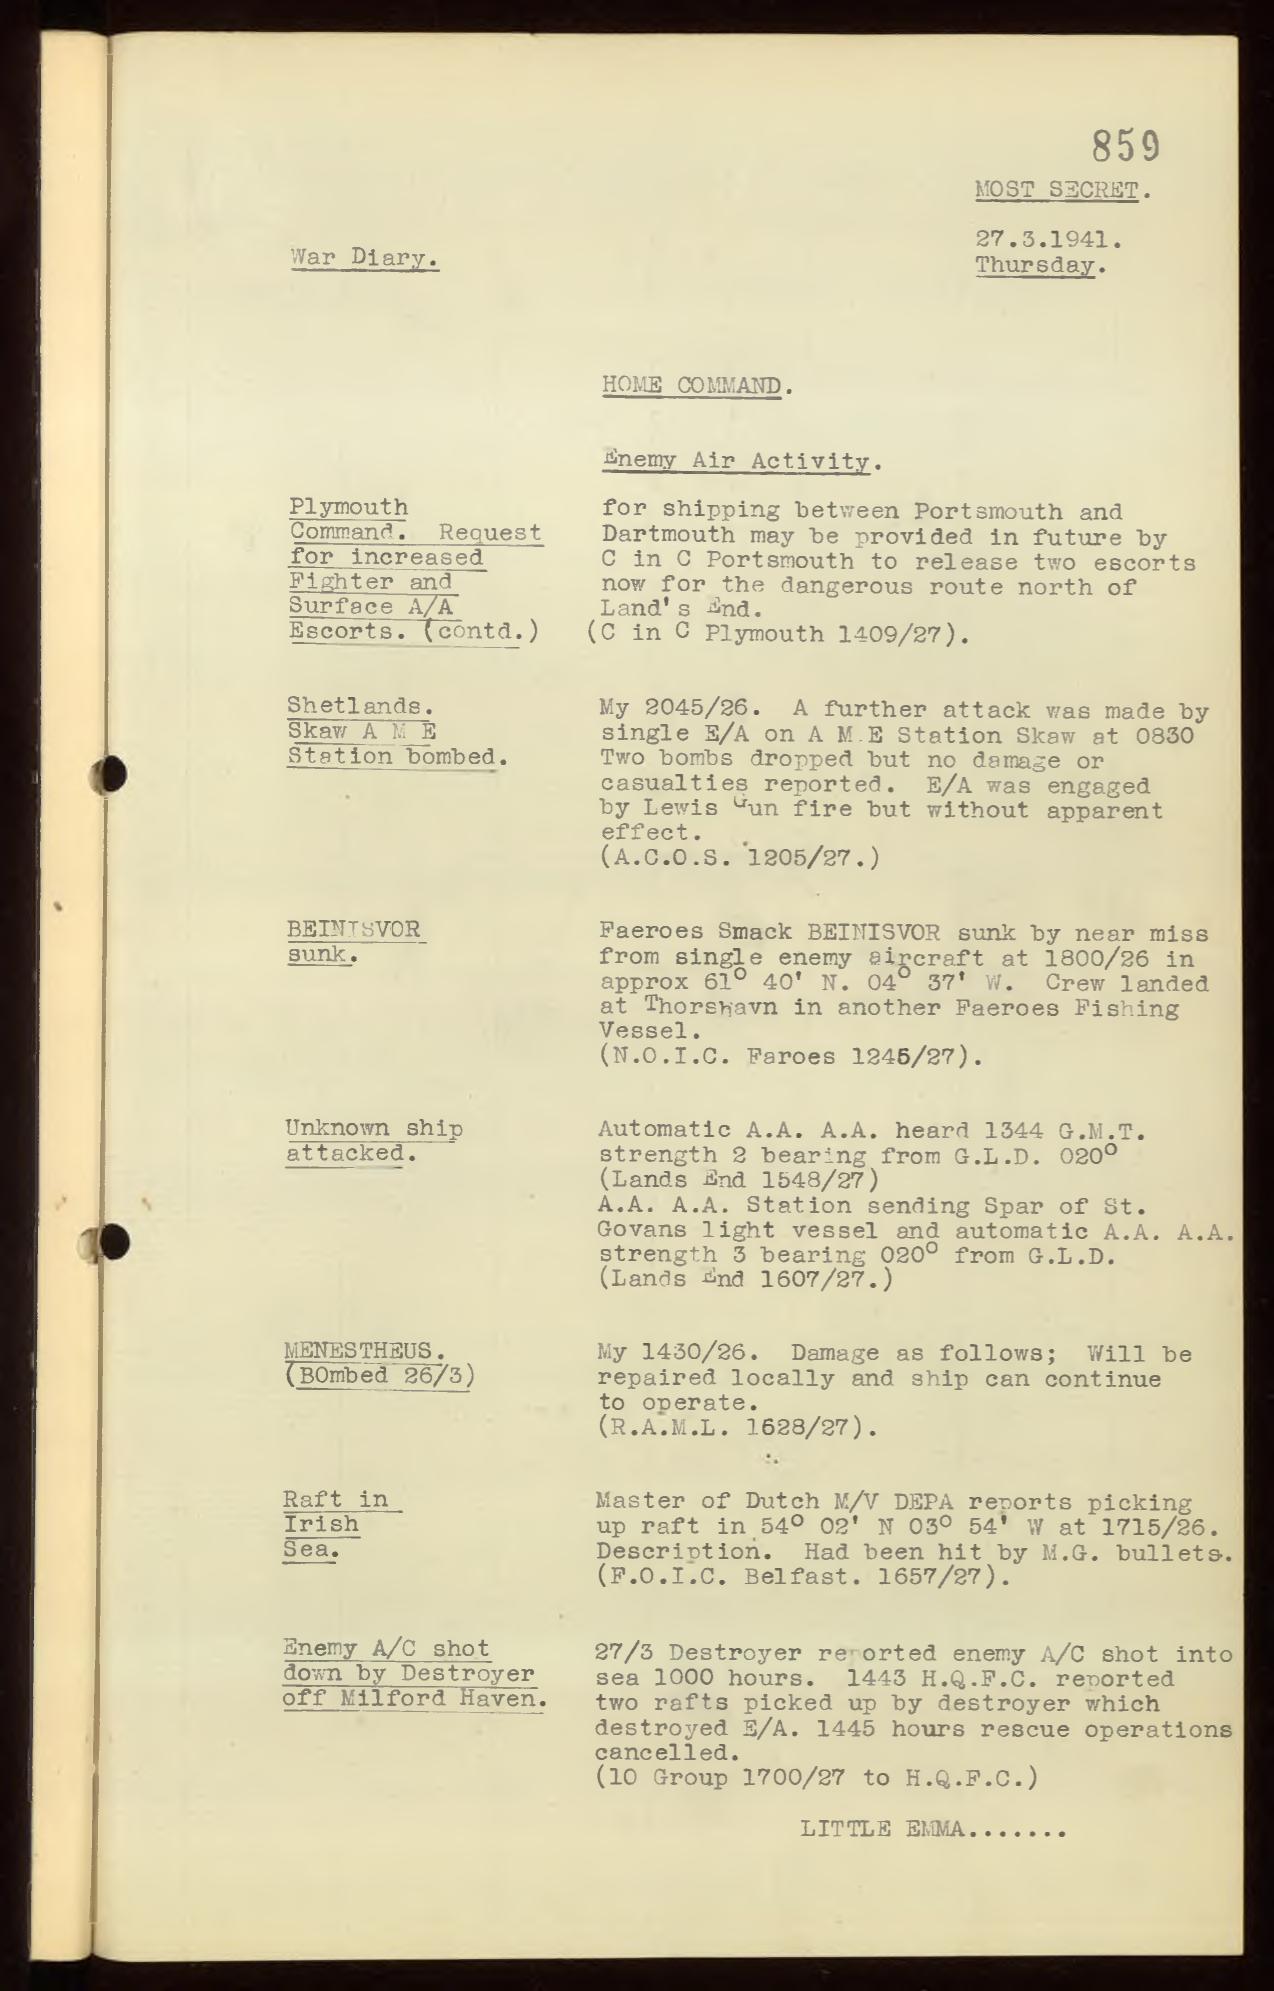 859
MOST SECRET.
27.3.1941.
War Diary.
Thursday.
HOME COMMAND.
Enemy Air Activity.
Plymouth
Command. Request
for increased
Fighter and
Surface A/A
Escorts. (contd.)
for shipping between Portsmouth and
Dartmouth may be provided in future by
C in C Portsmouth to release two escorts
now for the dangerous route north of
Land's End.
(C in C Plymouth 1409/27).
Shetlands.
Skaw A M E
Station bombed.
My 2045/26. A further attack was made by
single E/A on A M.E Station Skaw at 0830
Two bombs dropped but no damage or
casualties reported. E/A was engaged
by Lewis Gun fire but without apparent
effect.
(A.C.O.S. 1205/27.)
BEINISVOR
sunk.
Faeroes Smack BEINISVOR sunk by near miss
from single enemy aircraft at 1800/26 in
approx 61° 40' N. 04° 37' W. Crew landed
at Thorshavn in another Faeroes Fishing
Vessel.
(N.O.I.C. Faroes 1245/27).
Unknown ship
attacked.
Automatic A.A. A.A. heard 1344 G.M.T.
strength 2 bearing from G.L.D. 020°
(Lands End 1548/27)
A.A. A.A. Station sending Spar of St.
Govans light vessel and automatic A.A. A.A.
strength 3 bearing 020° from G.L.D.
(Lands End 1607/27.)
MENESTHEUS.
(BOmbed 26/3)
My 1430/26. Damage as follows; Will be
repaired locally and ship can continue
to operate.
(R.A.M.L. 1628/27).
Raft in
Irish
Sea.
Master of Dutch M/V DEPA reports picking
up raft in 54° 02' N 03° 54' W at 1715/26.
Description. Had been hit by M.G. bullets.
(F.O.I.C. Belfast. 1657/27).
Enemy A/C shot
down by Destroyer
off Milford Haven.
27/3 Destroyer reported enemy A/C shot into
sea 1000 hours. 1443 H.Q.F.C. reported
two rafts picked up by destroyer which
destroyed E/A. 1445 hours rescue operations
cancelled.
(10 Group 1700/27 to H.Q.F.C.)
LITTLE EMMA.......